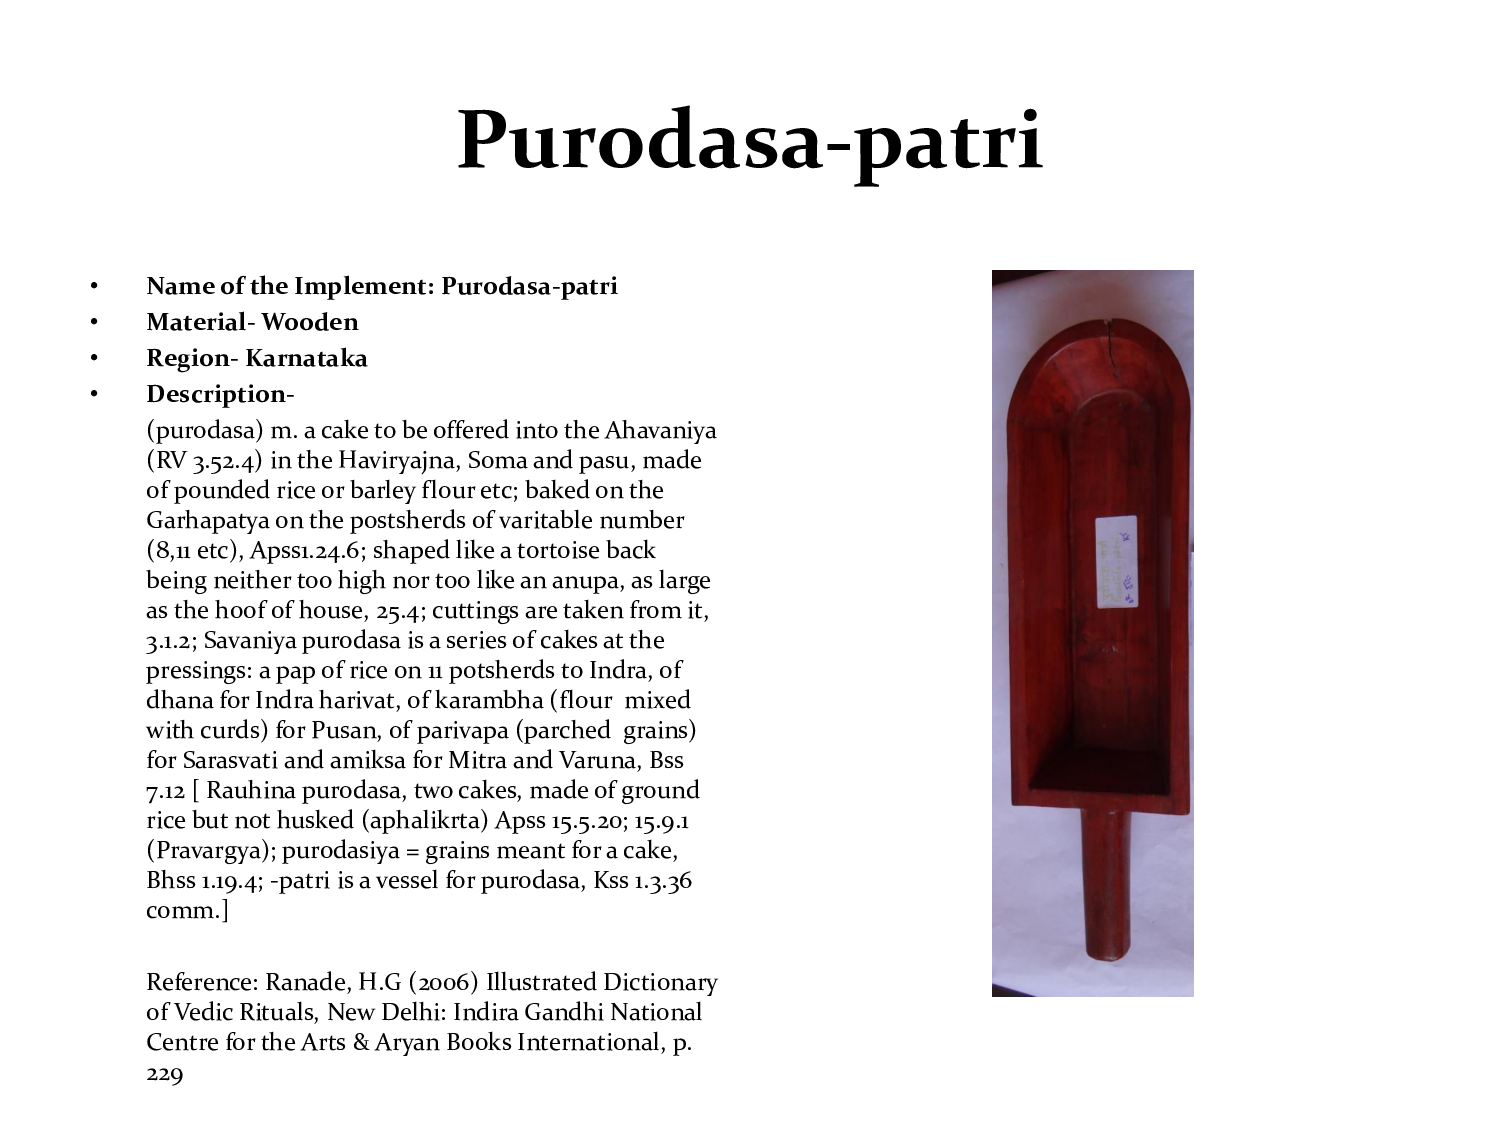 Purodasa-patri
• Name of the Implement: Purodasa-patri
• Material- Wooden
• Region- Karnataka
• Description-
(purodasa) m. a cake to be offered into the Ahavaniya
(RV 3.52.4) in the Haviryajna, Soma and pasu, made
of pounded rice or barley flour etc; baked on the
Garhapatya on the postsherds of varitable number
(8,11 etc), Apss1.24.6; shaped like a tortoise back
being neither too high nor too like an anupa, as large
as the hoof of house, 25.4; cuttings are taken from it,
3.1.2; Savaniya purodasa is a series of cakes at the
pressings: a pap of rice on 11 potsherds to Indra, of
dhana for Indra harivat, of karambha (flour mixed
with curds) for Pusan, of parivapa (parched grains)
for Sarasvati and amiksa for Mitra and Varuna, Bss
7.12 [ Rauhina purodasa, two cakes, made of ground
rice but not husked (aphalikrta) Apss 15.5.20; 15.9.1
(Pravargya); purodasiya = grains meant for a cake,
Bhss 1.19.4; -patri is a vessel for purodasa, Kss 1.3.36
comm.]
Reference: Ranade, H.G (2006) Illustrated Dictionary
of Vedic Rituals, New Delhi: Indira Gandhi National
Centre for the Arts & Aryan Books International, p.
229